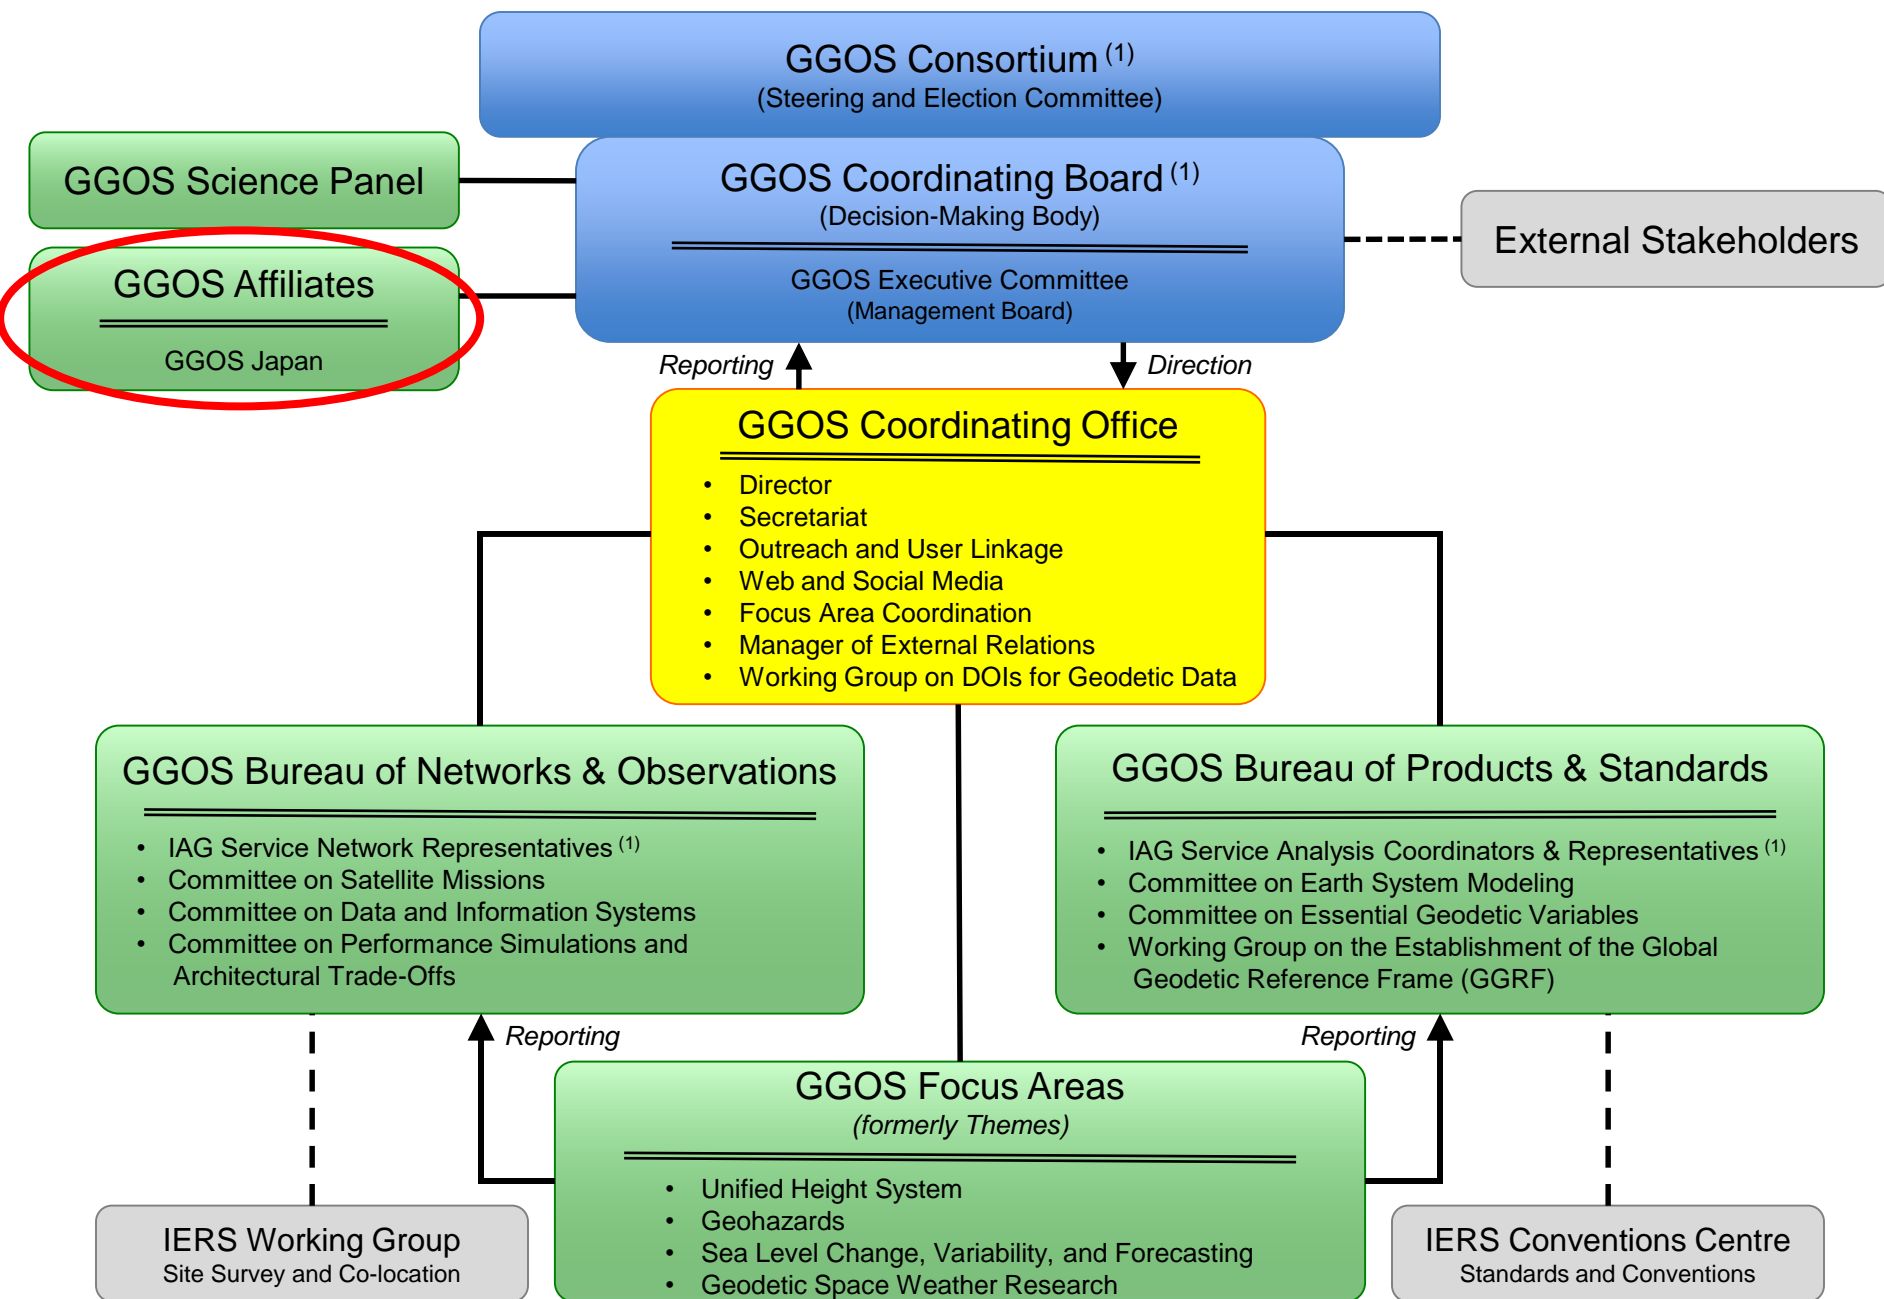 GGOS Consortium (1)
(Steering and Election Committee)
GGOS Science Panel
GGOS Coordinating Board (1)
(Decision-Making Body)
GGOS Executive Committee
(Management Board)
External Stakeholders
GGOS Affiliates
GGOS Japan
Reporting
Direction
GGOS Coordinating Office
• Director
• Secretariat
• Outreach and User Linkage
• Web and Social Media
• Focus Area Coordination
• Manager of External Relations
• Working Group on DOIs for Geodetic Data
GGOS Bureau of Networks & Observations
• IAG Service Network Representatives (1)
• Committee on Satellite Missions
• Committee on Data and Information Systems
• Committee on Performance Simulations and
Architectural Trade-Offs
GGOS Bureau of Products & Standards
• IAG Service Analysis Coordinators & Representatives (1)
• Committee on Earth System Modeling
• Committee on Essential Geodetic Variables
• Working Group on the Establishment of the Global
Geodetic Reference Frame (GGRF)
Reporting
Reporting
GGOS Focus Areas
(formerly Themes)
• Unified Height System
• Geohazards
• Sea Level Change, Variability, and Forecasting
• Geodetic Space Weather Research
IERS Working Group
Site Survey and Co-location
IERS Conventions Centre
Standards and Conventions